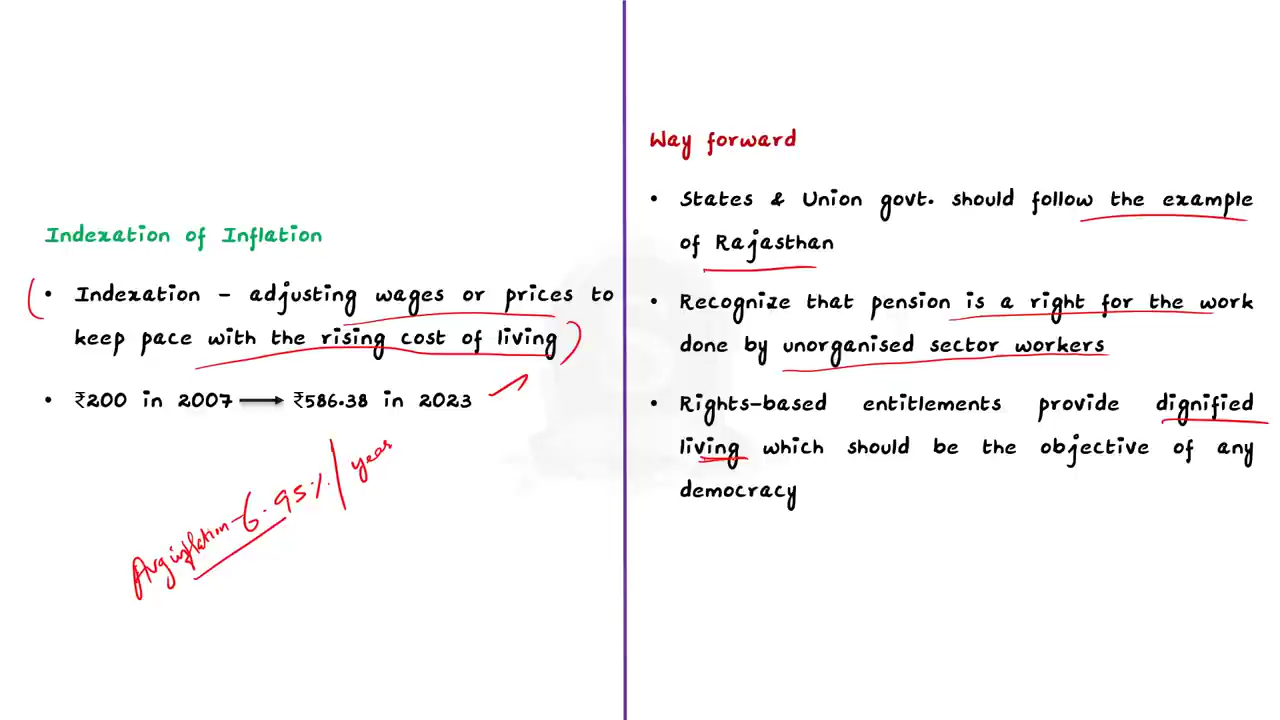 Indexation of Inflation
• Indexation – adjusting wages or prices to
keep pace with the rising cost of living
• ₹200 in 2007 → ₹586.38 in 2023
Avg inflation - 6.95% / year
Way forward
• States & Union govt. should follow the example
of Rajasthan
• Recognize that pension is a right for the work
done by unorganised sector workers
• Rights-based entitlements provide dignified
living which should be the objective of any
democracy